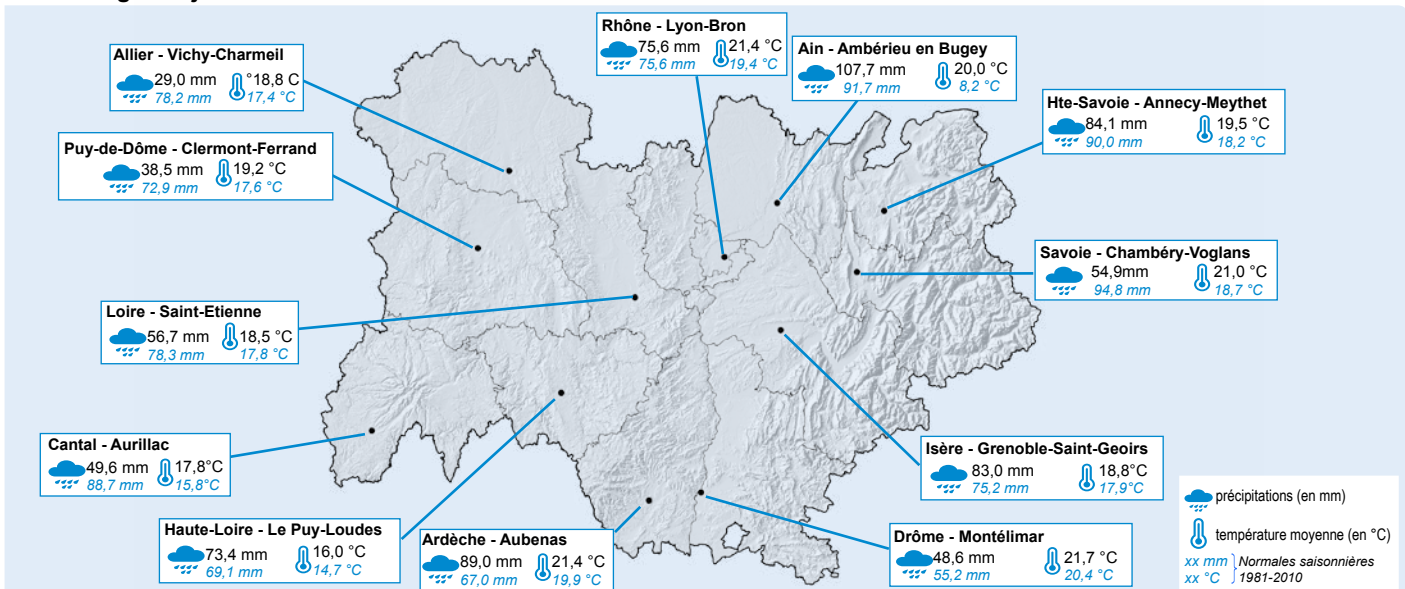 Allier - Vichy-Charmeil
29,0 mm °18,8 C
78,2 mm 17,4 °C
Puy-de-Dôme - Clermont-Ferrand
38,5 mm 19,2 °C
72,9 mm 17,6 °C
Loire - Saint-Etienne
56,7 mm 18,5 °C
78,3 mm 17,8 °C
Cantal - Aurillac
49,6 mm 17,8°C
88,7 mm 15,8°C
Haute-Loire - Le Puy-Loudes
73,4 mm 16,0 °C
69,1 mm 14,7 °C
Ardèche - Aubenas
89,0 mm 21,4 °C
67,0 mm 19,9 °C
Rhône - Lyon-Bron
75,6 mm 21,4 °C
75,6 mm 19,4 °C
Ain - Ambérieu en Bugey
107,7 mm 20,0 °C
91,7 mm 8,2 °C
Hte-Savoie - Annecy-Meythet
84,1 mm 19,5 °C
90,0 mm 18,2 °C
Savoie - Chambéry-Voglans
54,9mm 21,0 °C
94,8 mm 18,7 °C
Isère - Grenoble-Saint-Geoirs
83,0 mm 18,8°C
75,2 mm 17,9°C
Drôme - Montélimar
48,6 mm 21,7 °C
55,2 mm 20,4 °C
précipitations (en mm)
température moyenne (en °C)
xx mm Normales saisonnières
xx °C 1981-2010